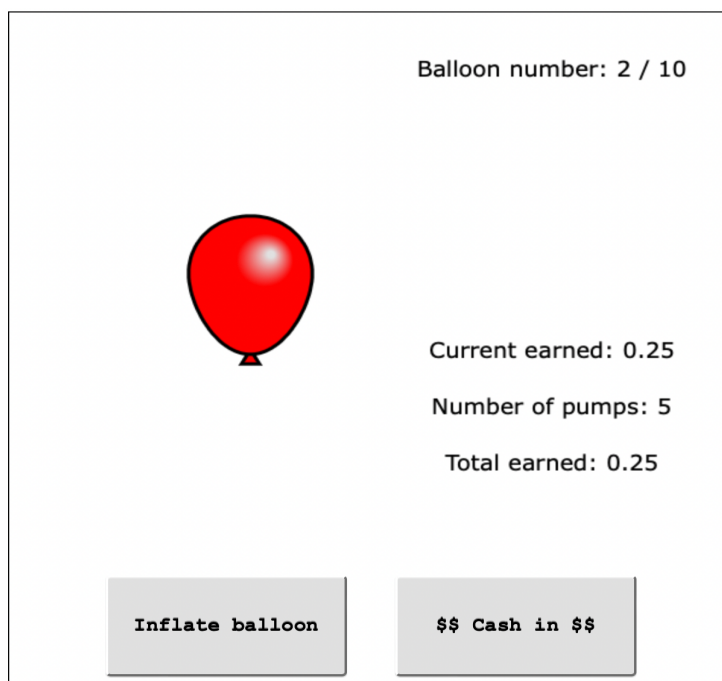 Balloon number: 2 / 10
Current earned: 0.25
Number of pumps: 5
Total earned: 0.25
Inflate balloon
$$ Cash in $$